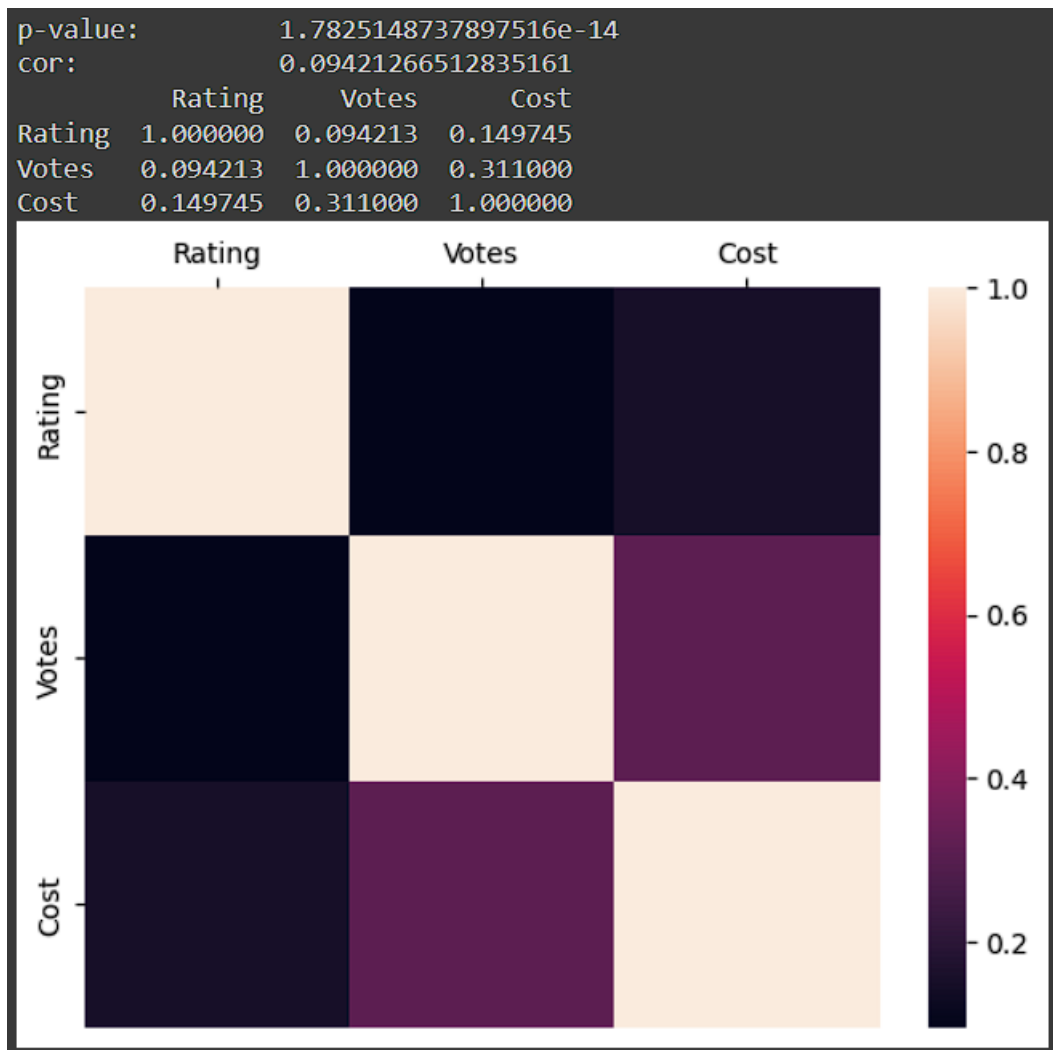 p-value: 1.7825148737897516e-14
cor: 0.09421266512835161
Rating Votes Cost
Rating 1.000000 0.094213 0.149745
Votes 0.094213 1.000000 0.311000
Cost 0.149745 0.311000 1.000000
Rating Votes Cost
Rating
Votes
Cost
1.0
0.8
0.6
0.4
0.2